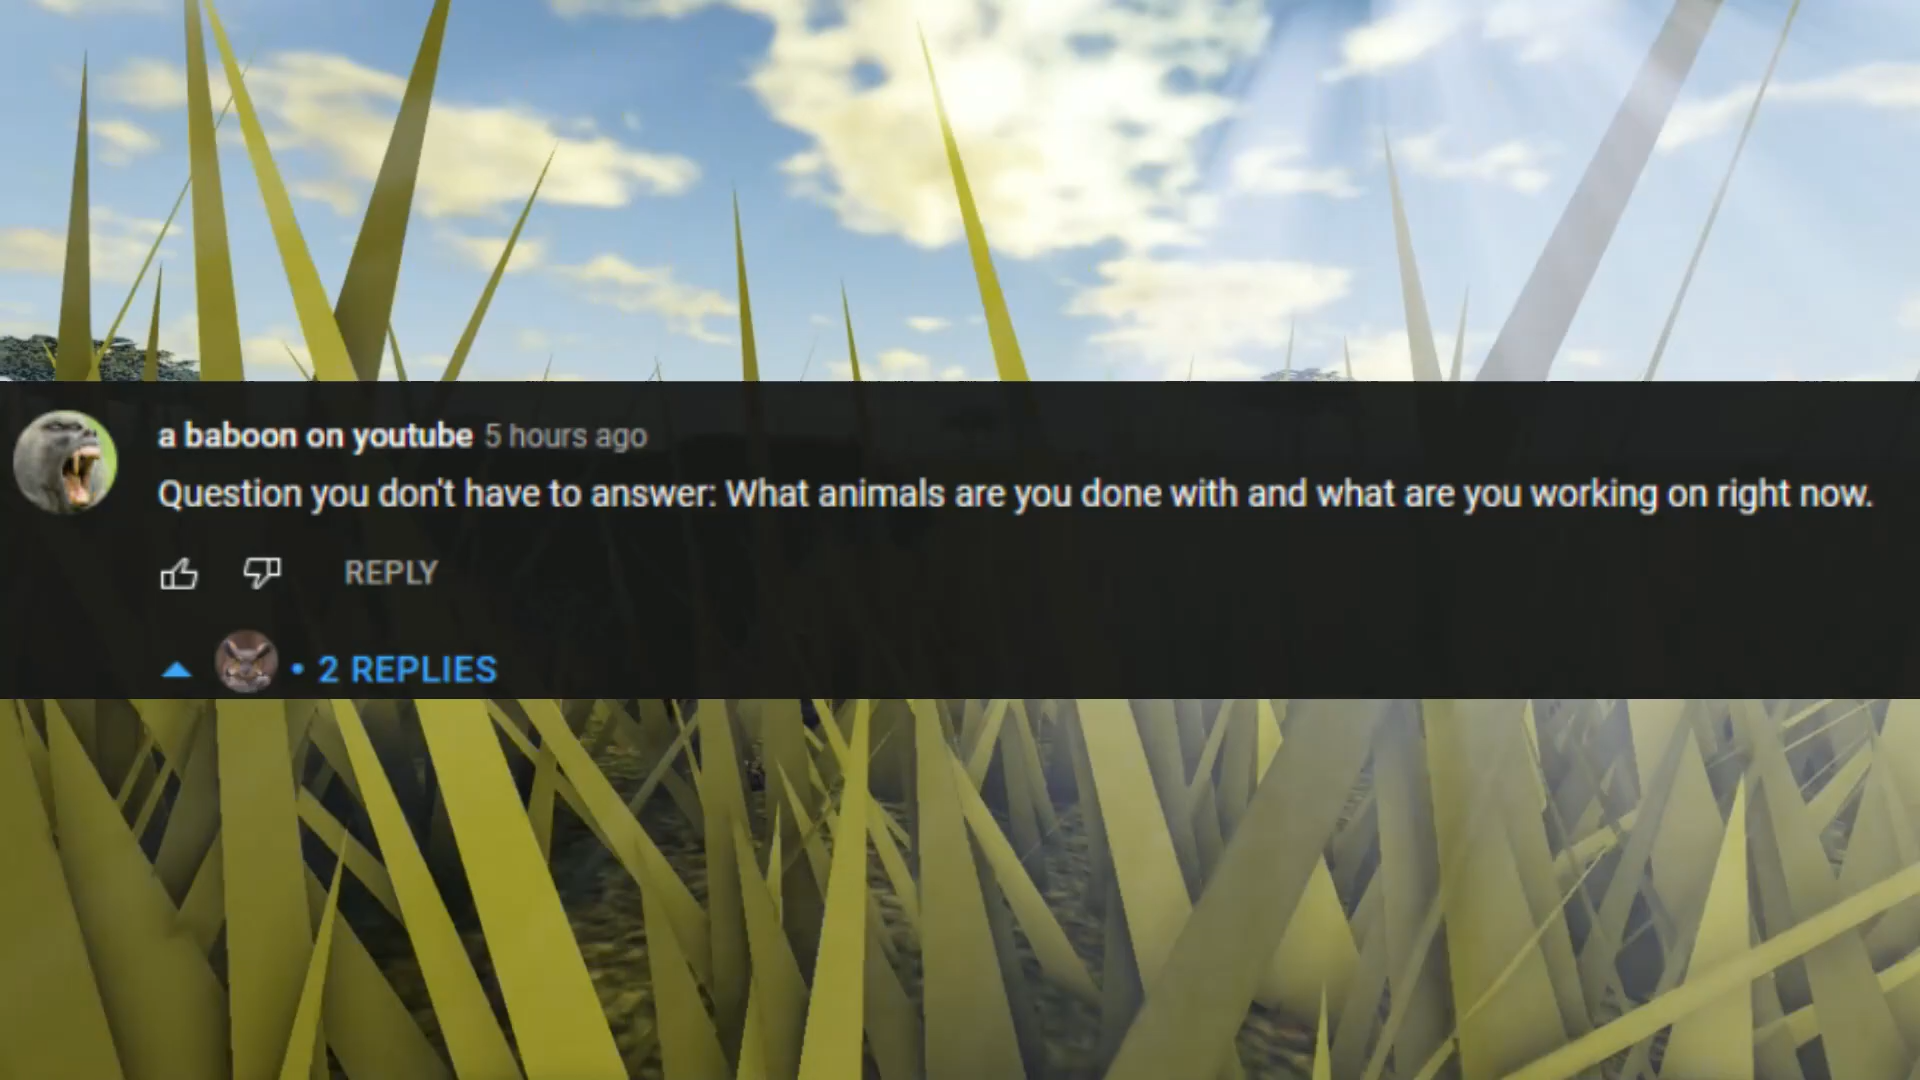 a baboon on youtube 5 hours ago
Question you don't have to answer: What animals are you done with and what are you working on right now.
REPLY
• 2 REPLIES